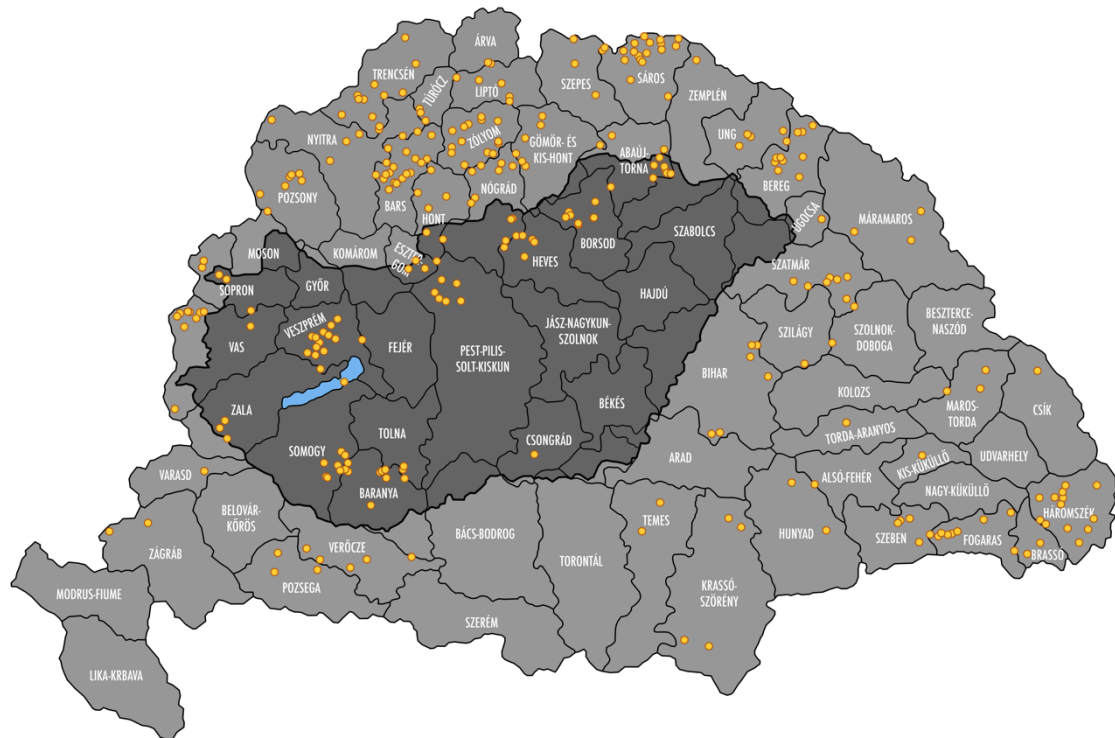 ÁRVA
TRENCSÉN
TÚRÓCZ
LIPTÓ
SZEPES
SÁROS
ZEMPLÉN
NYITRA
ZÓLYOM
GÖMÖR- ÉS
KIS-HONT
ABAÚJ-
TORNA
UNG
POZSONY
BARS
HONT
NÓGRÁD
BEREG
UGOCSA
MÁRAMAROS
MOSON
KOMÁROM
ESZTER-
GOM
HEVES
BORSOD
SZABOLCS
SZATMÁR
SOPRON
GYŐR
HAJDÚ
VAS
VESZPRÉM
FEJÉR
PEST-PILIS-
SOLT-KISKUN
JÁSZ-NAGYKUN-
SZOLNOK
SZILÁGY
SZOLNOK-
DOBOGA
BESZTERCE-
NASZÓD
BIHAR
KOLOZS
MAROS-
TORDA
CSÍK
ZALA
TOLNA
BÉKÉS
CSONGRÁD
TORDA-ARANYOS
SOMOGY
BARANYA
ARAD
ALSÓ-FEHÉR
KIS-KÜKÜLLŐ
UDVARHELY
VARASD
BELOVÁR-
KŐRÖS
NAGY-KÜKÜLLŐ
HÁROMSZÉK
ZÁGRÁB
VERŐCZE
BÁCS-BODROG
TORONTÁL
TEMES
HUNYAD
SZEBEN
FOGARAS
BRASSÓ
MODRUS-FIUME
POZSEGA
SZERÉM
KRASSÓ-
SZÖRÉNY
LIKA-KRBAVA